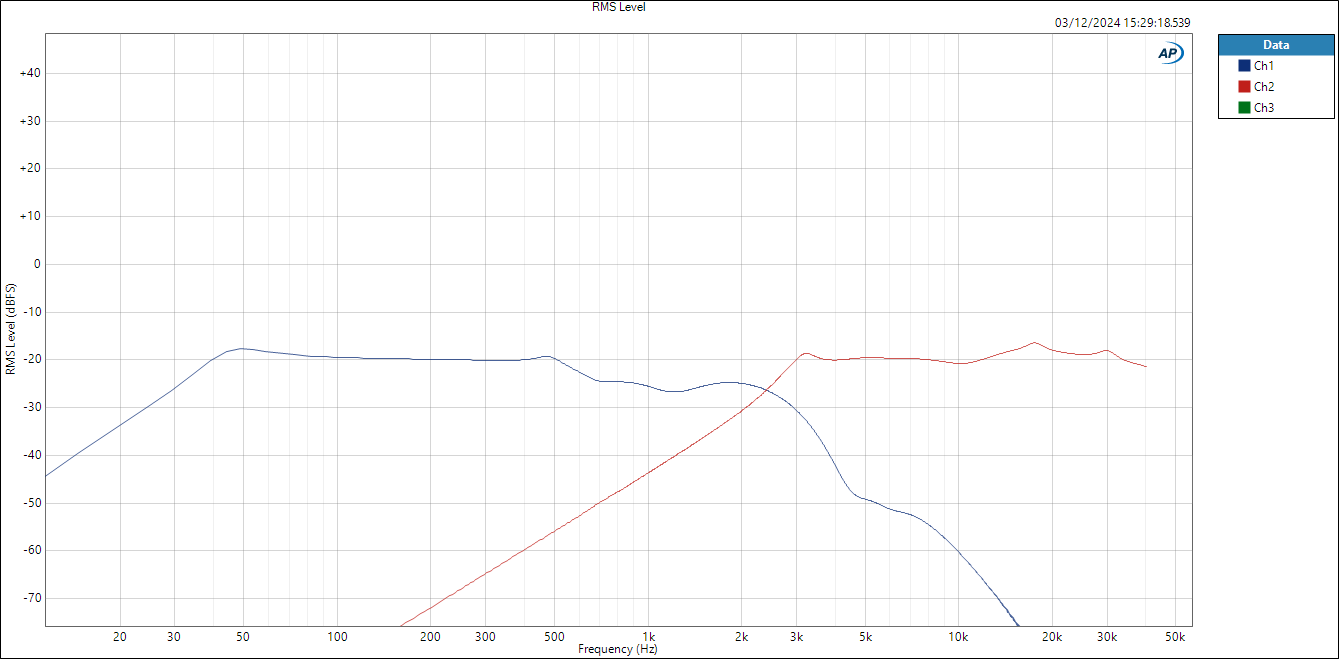 RMS Level
03/12/2024 15:29:18.539
AP
Data
Ch1
Ch2
Ch3
RMS Level (dBFS)
+40
+30
+20
+10
0
-10
-20
-30
-40
-50
-60
-70
20 30 50 100 200 300 500 1k 2k 3k 5k 10k 20k 30k 50k
Frequency (Hz)